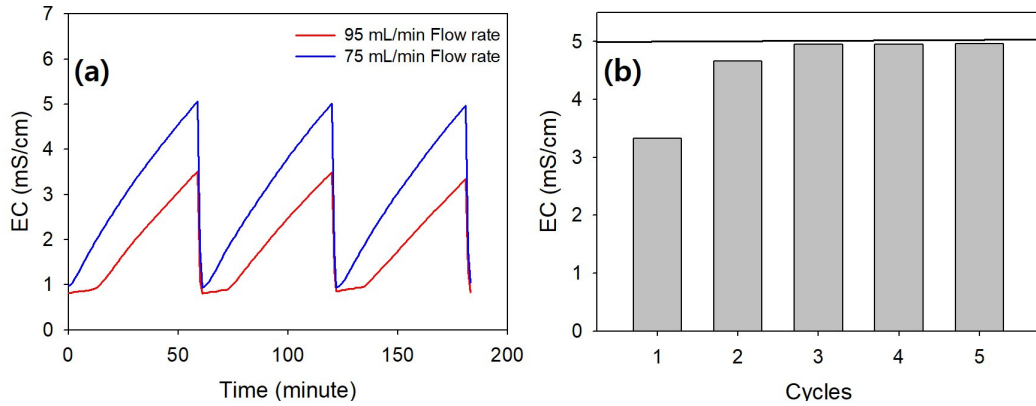 (a)
95 mL/min Flow rate
75 mL/min Flow rate
EC (mS/cm)
7
6
5
4
3
2
1
0
0 50 100 150 200
Time (minute)
(b)
EC (mS/cm)
5
4
3
2
1
0
1 2 3 4 5
Cycles